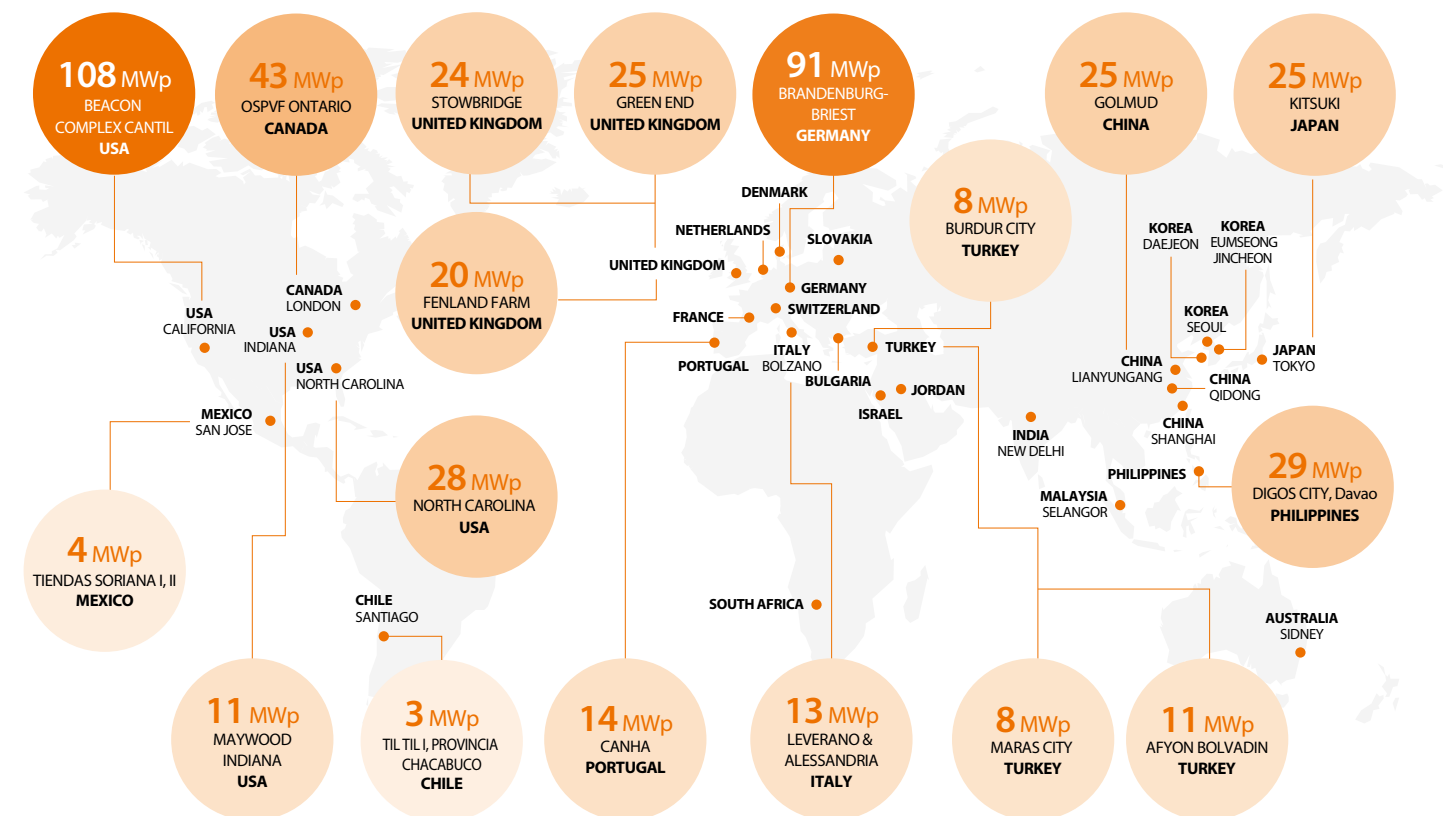 108 MWp
BEACON
COMPLEX CANTIL
USA
43 MWp
OSPVF ONTARIO
CANADA
24 MWp
STOWBRIDGE
UNITED KINGDOM
25 MWp
GREEN END
UNITED KINGDOM
91 MWp
BRANDENBURG-
BRIEST
GERMANY
25 MWp
GOLMUD
CHINA
25 MWp
KITSUKI
JAPAN
8 MWp
BURDUR CITY
TURKEY
20 MWp
FENLAND FARM
UNITED KINGDOM
DENMARK
NETHERLANDS
SLOVAKIA
UNITED KINGDOM
GERMANY
SWITZERLAND
FRANCE
PORTUGAL
ITALY
BOLZANO
BULGARIA
TURKEY
JORDAN
ISRAEL
KOREA
DAEJEON
KOREA
EUMSEONG
JINCHEON
KOREA
SEOUL
JAPAN
TOKYO
CHINA
LIANYUNGANG
CHINA
QIDONG
CHINA
SHANGHAI
INDIA
NEW DELHI
PHILIPPINES
MALAYSIA
SELANGOR
CANADA
LONDON
USA
CALIFORNIA
USA
INDIANA
USA
NORTH CAROLINA
MEXICO
SAN JOSE
28 MWp
NORTH CAROLINA
USA
29 MWp
DIGOS CITY, Davao
PHILIPPINES
4 MWp
TIENDAS SORIANA I, II
MEXICO
CHILE
SANTIAGO
SOUTH AFRICA
AUSTRALIA
SIDNEY
11 MWp
MAYWOOD
INDIANA
USA
3 MWp
TIL TIL I, PROVINCIA
CHACABUCO
CHILE
14 MWp
CANHA
PORTUGAL
13 MWp
LEVERANO &
ALESSANDRIA
ITALY
8 MWp
MARAS CITY
TURKEY
11 MWp
AFYON BOLVADIN
TURKEY